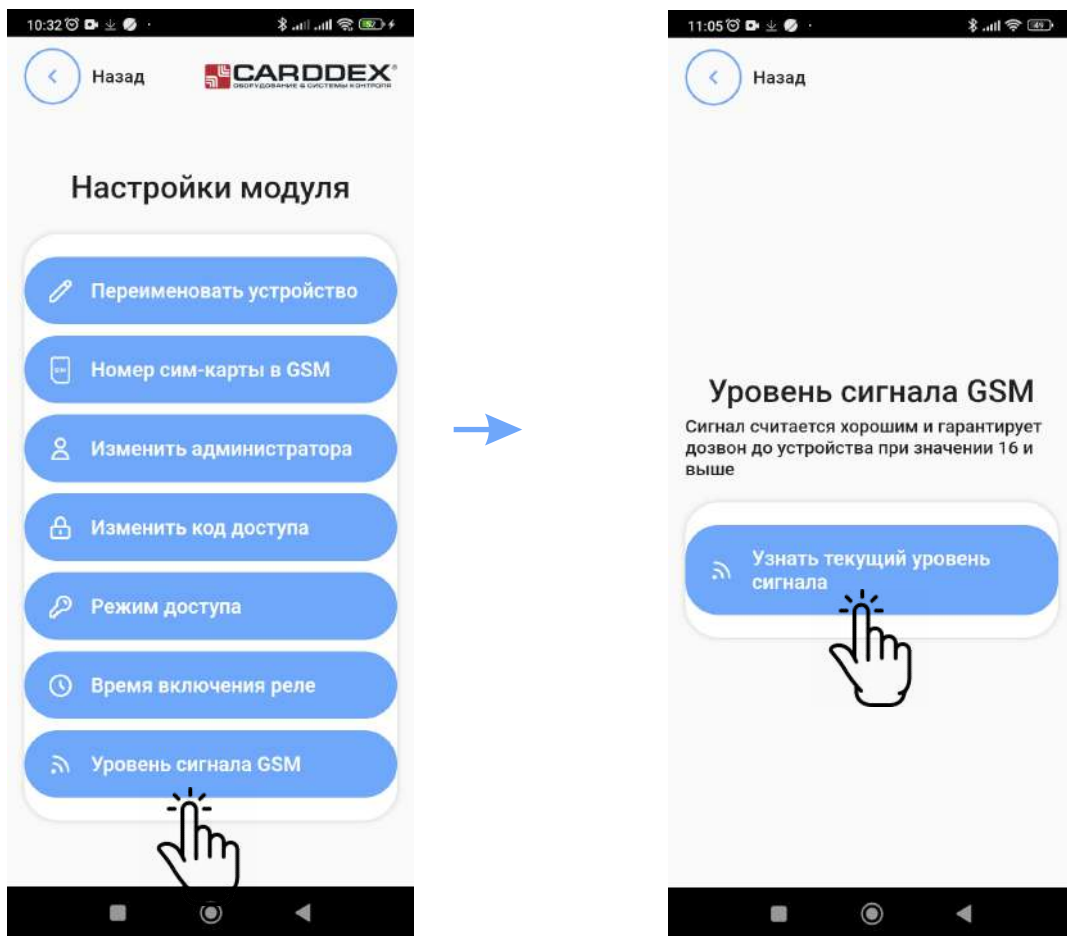 10:32
Назад
CARDDEX
ОБОРУДОВАНИЕ & СИСТЕМЫ КОНТРОЛЯ
Настройки модуля
Переименовать устройство
SIM
Номер сим-карты в GSM
Изменить администратора
Изменить код доступа
Режим доступа
Время включения реле
Уровень сигнала GSM
11:05
49
Назад
Уровень сигнала GSM
Сигнал считается хорошим и гарантирует
дозвон до устройства при значении 16 и
выше
Узнать текущий уровень
сигнала